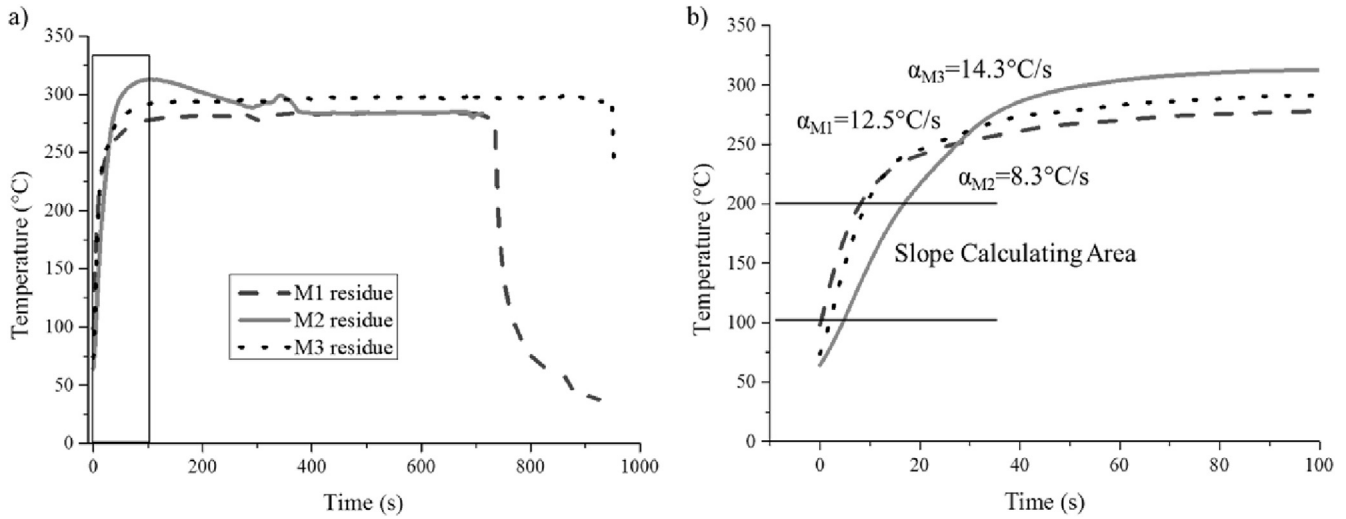 a)
350
300
250
200
150
100
50
0
Temperature (°C)
M1 residue
M2 residue
M3 residue
0
200
400
600
800
1000
Time (s)
b)
350
300
250
200
150
100
50
0
Temperature (°C)
αM3=14.3°C/s
αM1=12.5°C/s
αM2=8.3°C/s
Slope Calculating Area
0
20
40
60
80
100
Time (s)